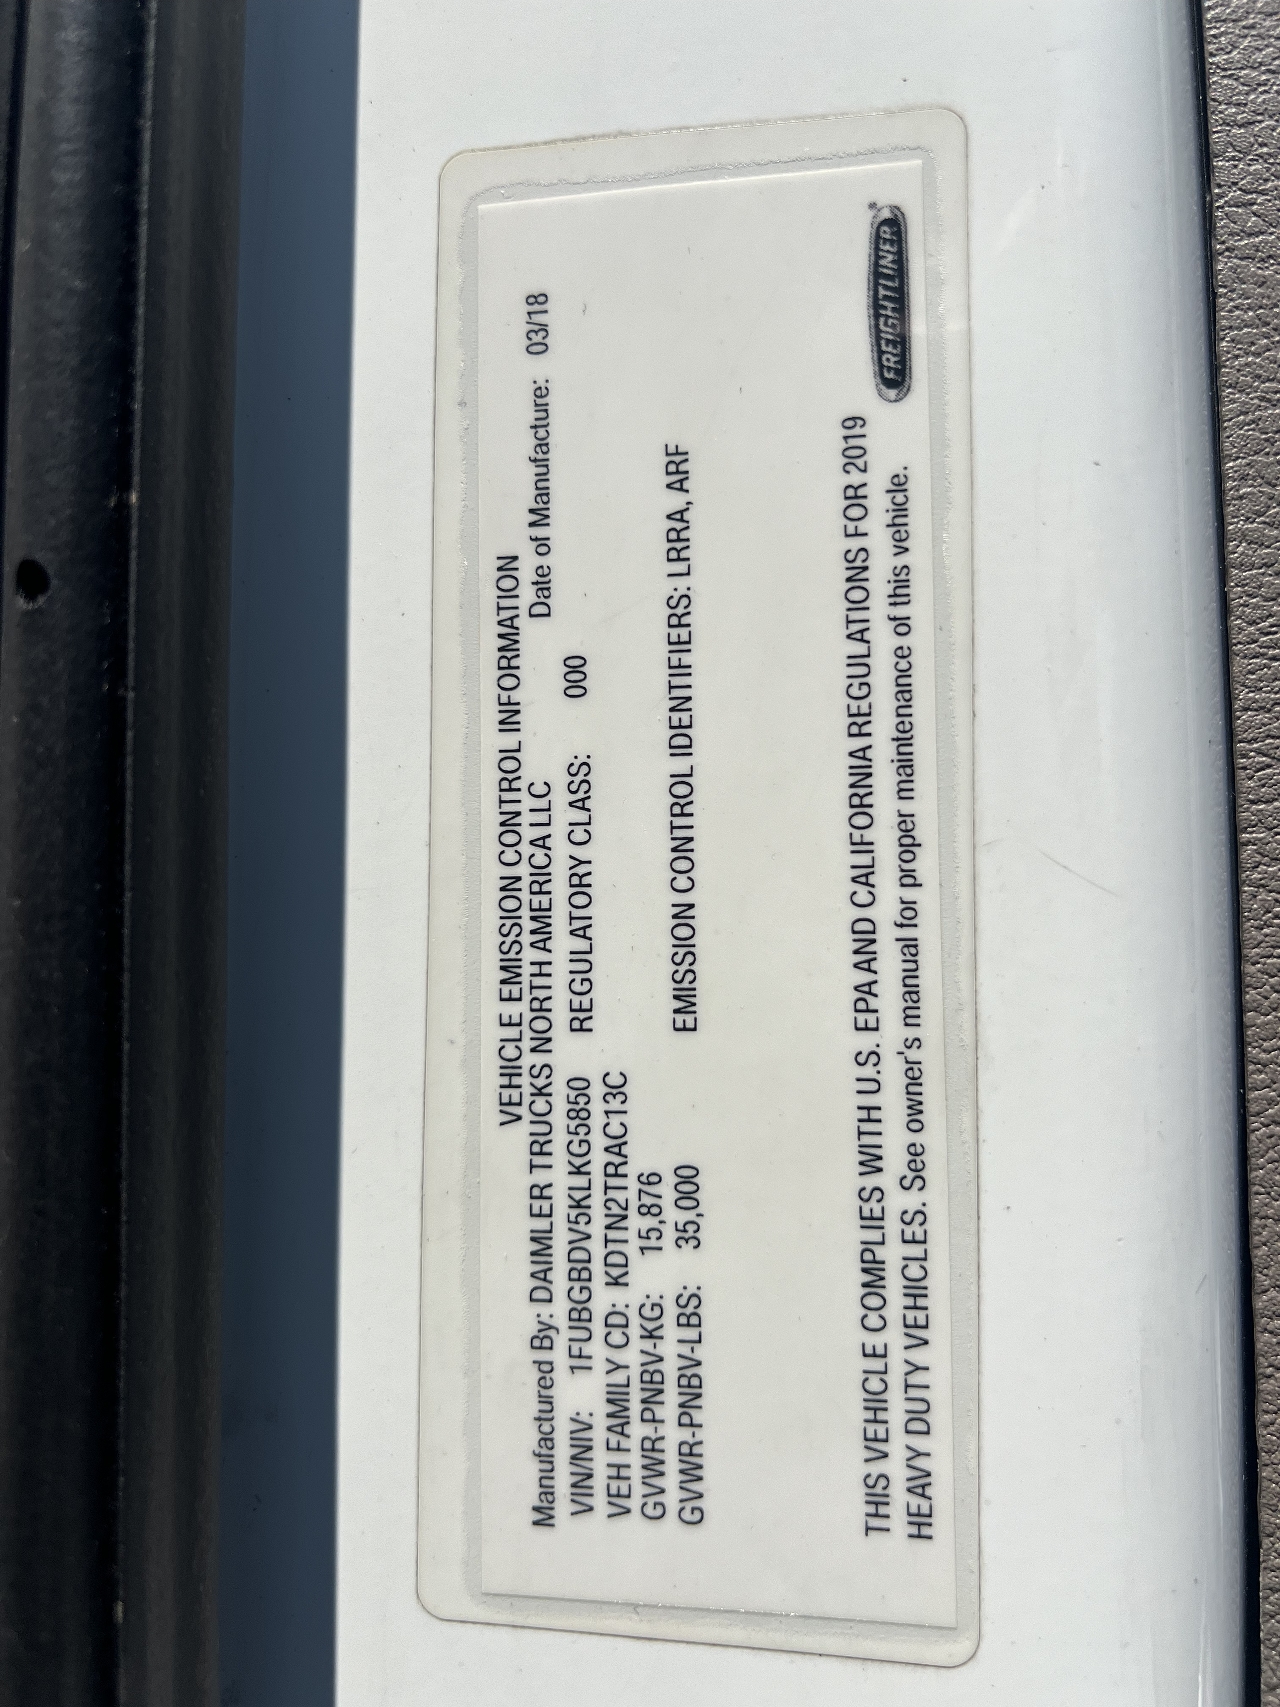 VEHICLE EMISSION CONTROL INFORMATION
Manufactured By: DAIMLER TRUCKS NORTH AMERICA LLC Date of Manufacture: 03/18
VIN/NIV: 1FUBGBDV5KLKG5850 REGULATORY CLASS: 000
VEH FAMILY CD: KDTN2TRAC13C
GVWR-PNBV-KG: 15,876
GVWR-PNBV-LBS: 35,000 EMISSION CONTROL IDENTIFIERS: LRRA, ARF
THIS VEHICLE COMPLIES WITH U.S. EPA AND CALIFORNIA REGULATIONS FOR 2019
HEAVY DUTY VEHICLES. See owner's manual for proper maintenance of this vehicle.
FREIGHTLINER